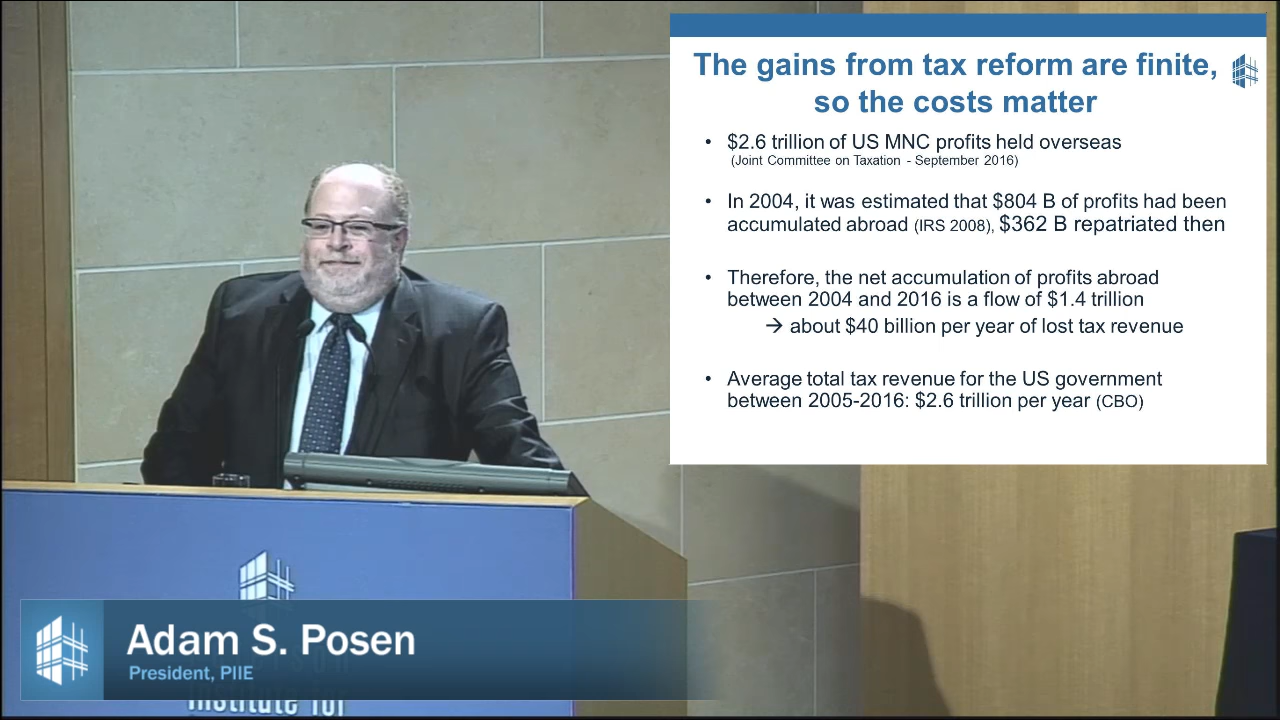 The gains from tax reform are finite,
so the costs matter
• $2.6 trillion of US MNC profits held overseas
(Joint Committee on Taxation - September 2016)
• In 2004, it was estimated that $804 B of profits had been
accumulated abroad (IRS 2008), $362 B repatriated then
• Therefore, the net accumulation of profits abroad
between 2004 and 2016 is a flow of $1.4 trillion
→ about $40 billion per year of lost tax revenue
• Average total tax revenue for the US government
between 2005-2016: $2.6 trillion per year (CBO)
Adam S. Posen
President, PIIE
Institute for